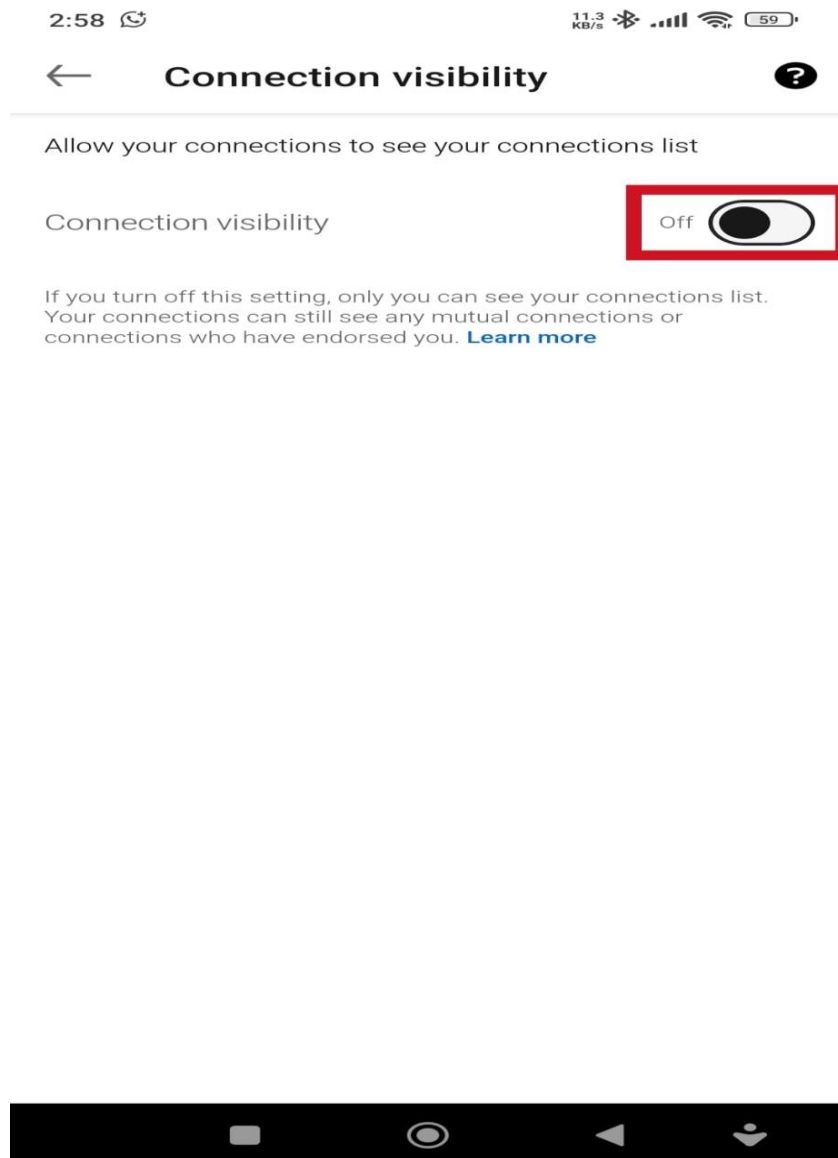 2:58
11.3
KB/s
59
Connection visibility
?
Allow your connections to see your connections list
Connection visibility
Off
If you turn off this setting, only you can see your connections list.
Your connections can still see any mutual connections or
connections who have endorsed you. Learn more